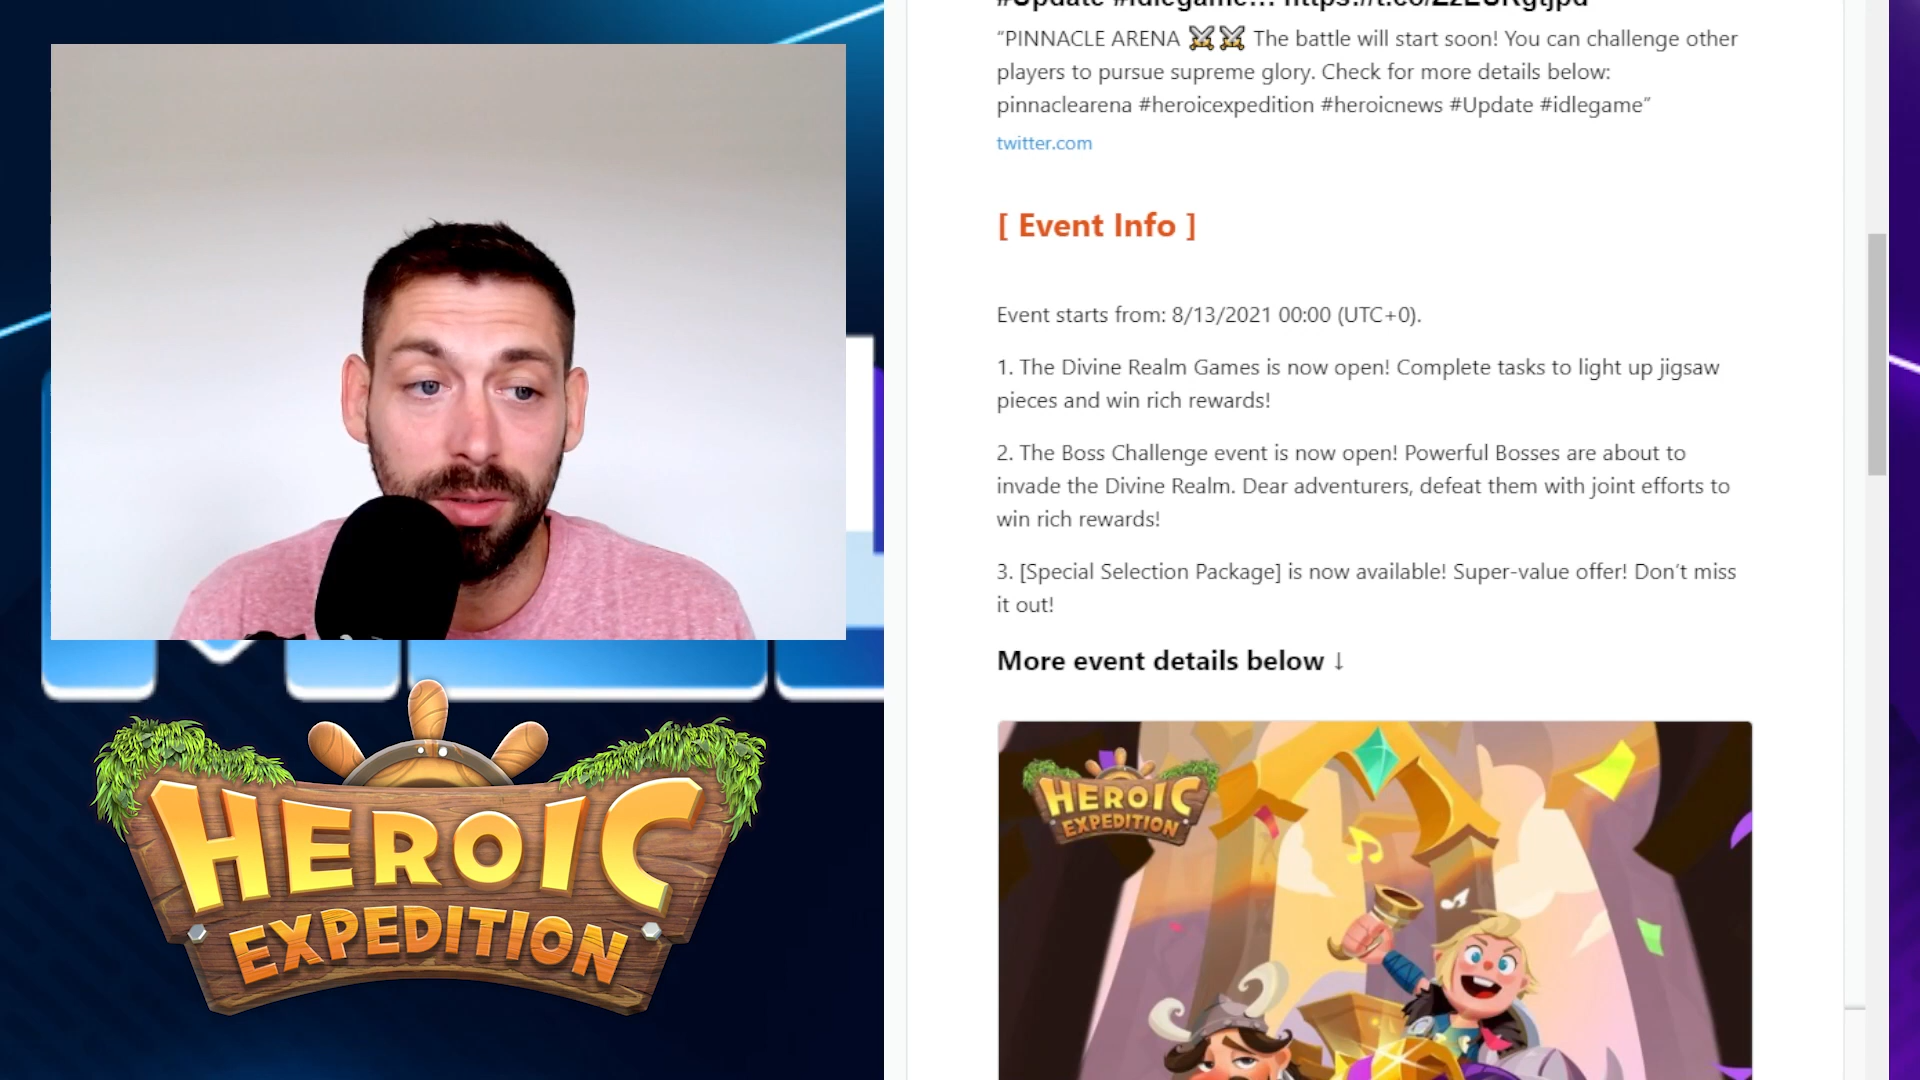 #Update #idlegame… https://t.co/ZzEURgtjpd
“PINNACLE ARENA ⚔️⚔️ The battle will start soon! You can challenge other
players to pursue supreme glory. Check for more details below:
pinnaclearena #heroicexpedition #heroicnews #Update #idlegame”
twitter.com
[ Event Info ]
Event starts from: 8/13/2021 00:00 (UTC+0).
1. The Divine Realm Games is now open! Complete tasks to light up jigsaw
pieces and win rich rewards!
2. The Boss Challenge event is now open! Powerful Bosses are about to
invade the Divine Realm. Dear adventurers, defeat them with joint efforts to
win rich rewards!
3. [Special Selection Package] is now available! Super-value offer! Don’t miss
it out!
More event details below ↓
HEROIC
EXPEDITION
HEROIC
EXPEDITION